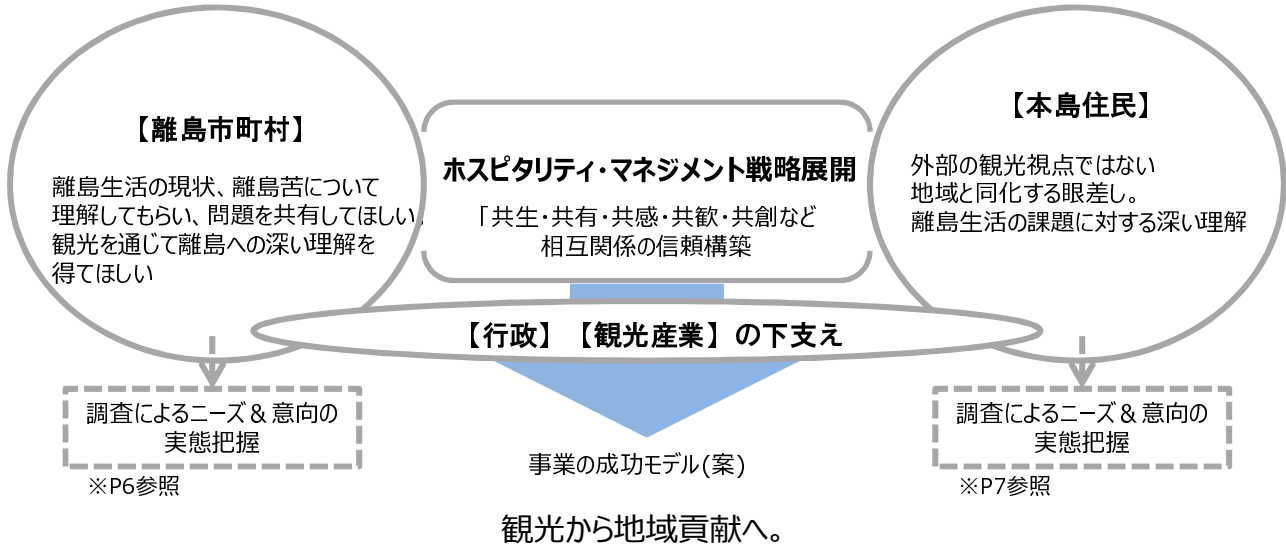 【離島市町村】
離島生活の現状、離島苦について
理解してもらい、問題を共有してほしい。
観光を通じて離島への深い理解を
得てほしい
ホスピタリティ・マネジメント戦略展開
「共生・共有・共感・共歓・共創など
相互関係の信頼構築
【本島住民】
外部の観光視点ではない
地域と同化する眼差し。
離島生活の課題に対する深い理解
【行政】【観光産業】の下支え
調査によるニーズ＆意向の
実態把握
※P6参照
調査によるニーズ＆意向の
実態把握
※P7参照
事業の成功モデル(案)
観光から地域貢献へ。